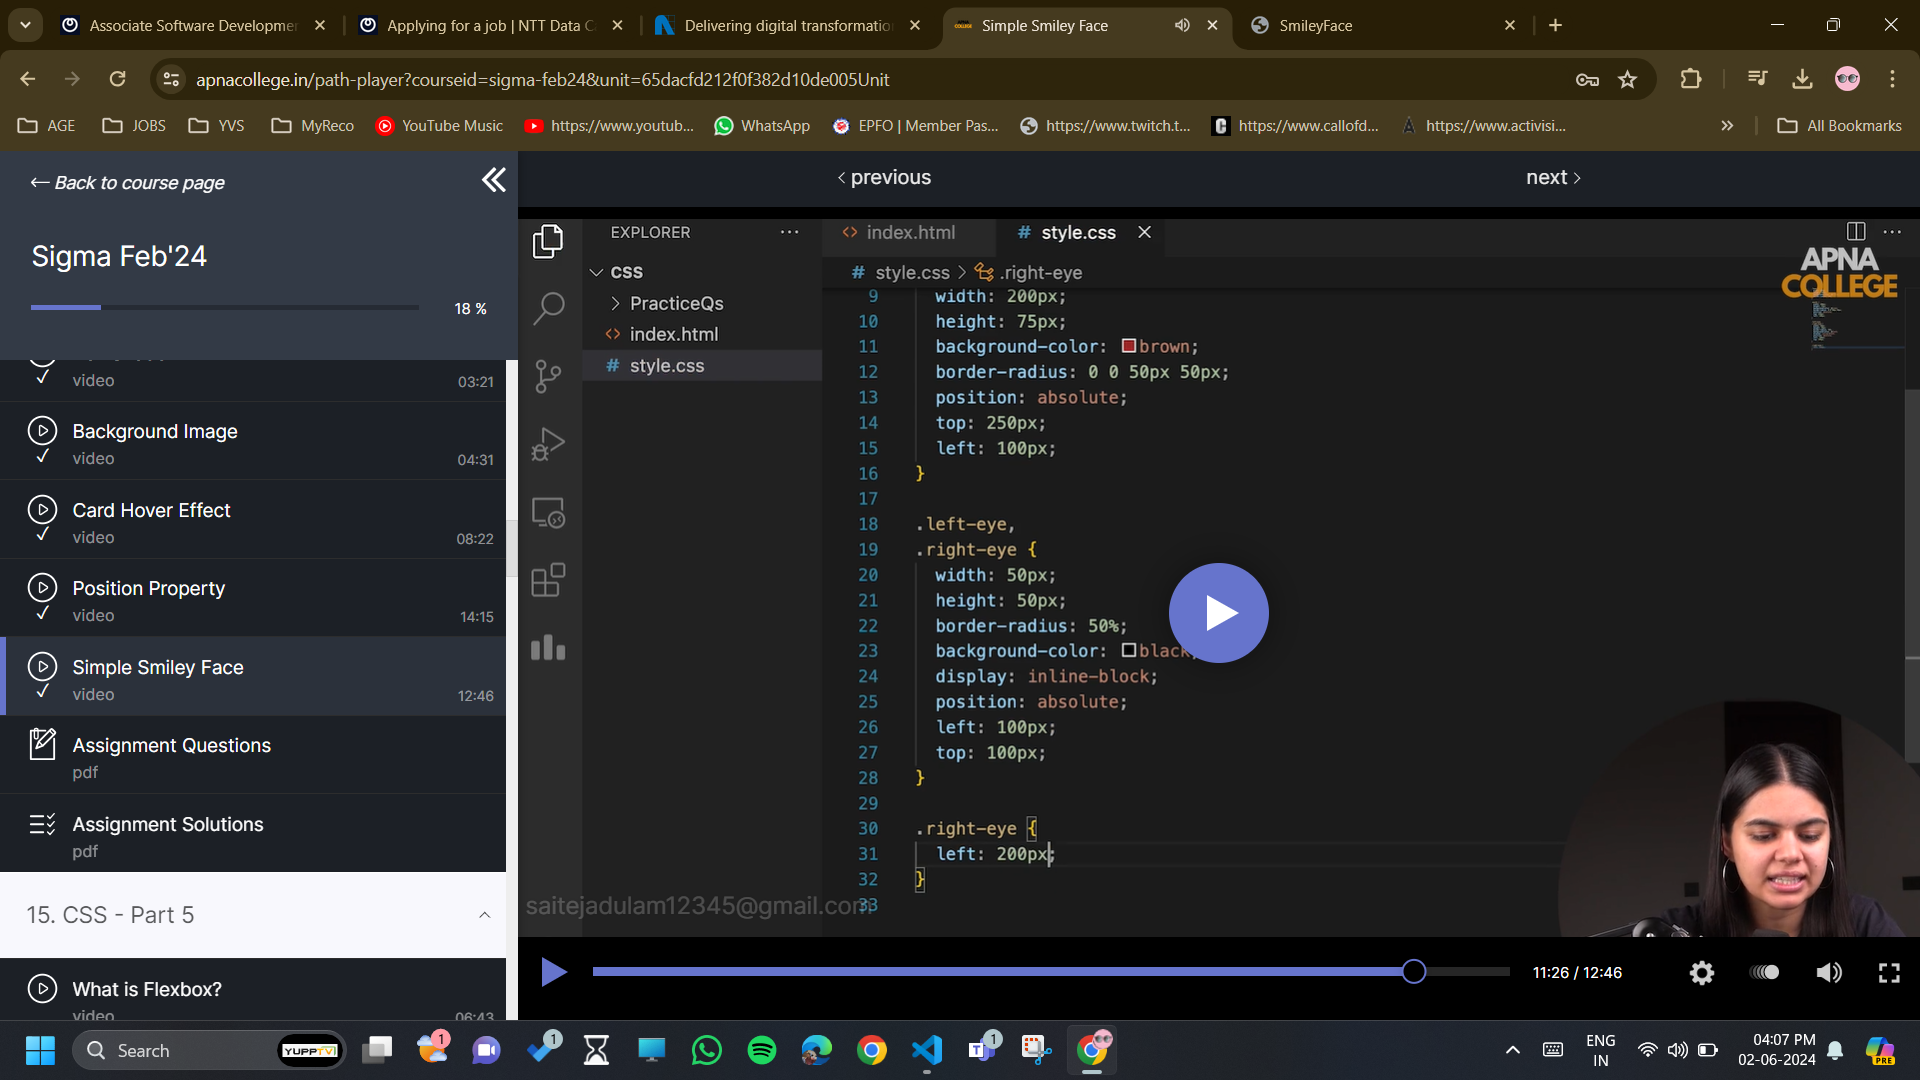 Associate Software Developmer
Applying for a job | NTT Data C
Delivering digital transformatio
Simple Smiley Face
SmileyFace
apnacollege.in/path-player?courseid=sigma-feb24&unit=65dacfd212f0f382d10de005Unit
AGE
JOBS
YVS
MyReco
YouTube Music
https://www.youtub...
WhatsApp
EPFO | Member Pas...
https://www.twitch.t...
https://www.callofd...
https://www.activisi...
All Bookmarks
← Back to course page
Sigma Feb'24
18 %
video
03:21
Background Image
video
04:31
Card Hover Effect
video
08:22
Position Property
video
14:15
Simple Smiley Face
video
12:46
Assignment Questions
pdf
Assignment Solutions
pdf
15. CSS - Part 5
What is Flexbox?
video
06:43
‹ previous
next ›
EXPLORER
CSS
PracticeQs
index.html
style.css
index.html
# style.css
# style.css > .right-eye
APNA
COLLEGE
9 width: 200px;
10 height: 75px;
11 background-color: brown;
12 border-radius: 0 0 50px 50px;
13 position: absolute;
14 top: 250px;
15 left: 100px;
16 }
17
18 .left-eye,
19 .right-eye {
20 width: 50px;
21 height: 50px;
22 border-radius: 50%;
23 background-color: black;
24 display: inline-block;
25 position: absolute;
26 left: 100px;
27 top: 100px;
28 }
29
30 .right-eye {
31 left: 200px;
32 }
33
saitejadulam12345@gmail.com
11:26 / 12:46
Search
YUPPTV
1
1
1
ENG
IN
04:07 PM
02-06-2024
PRE